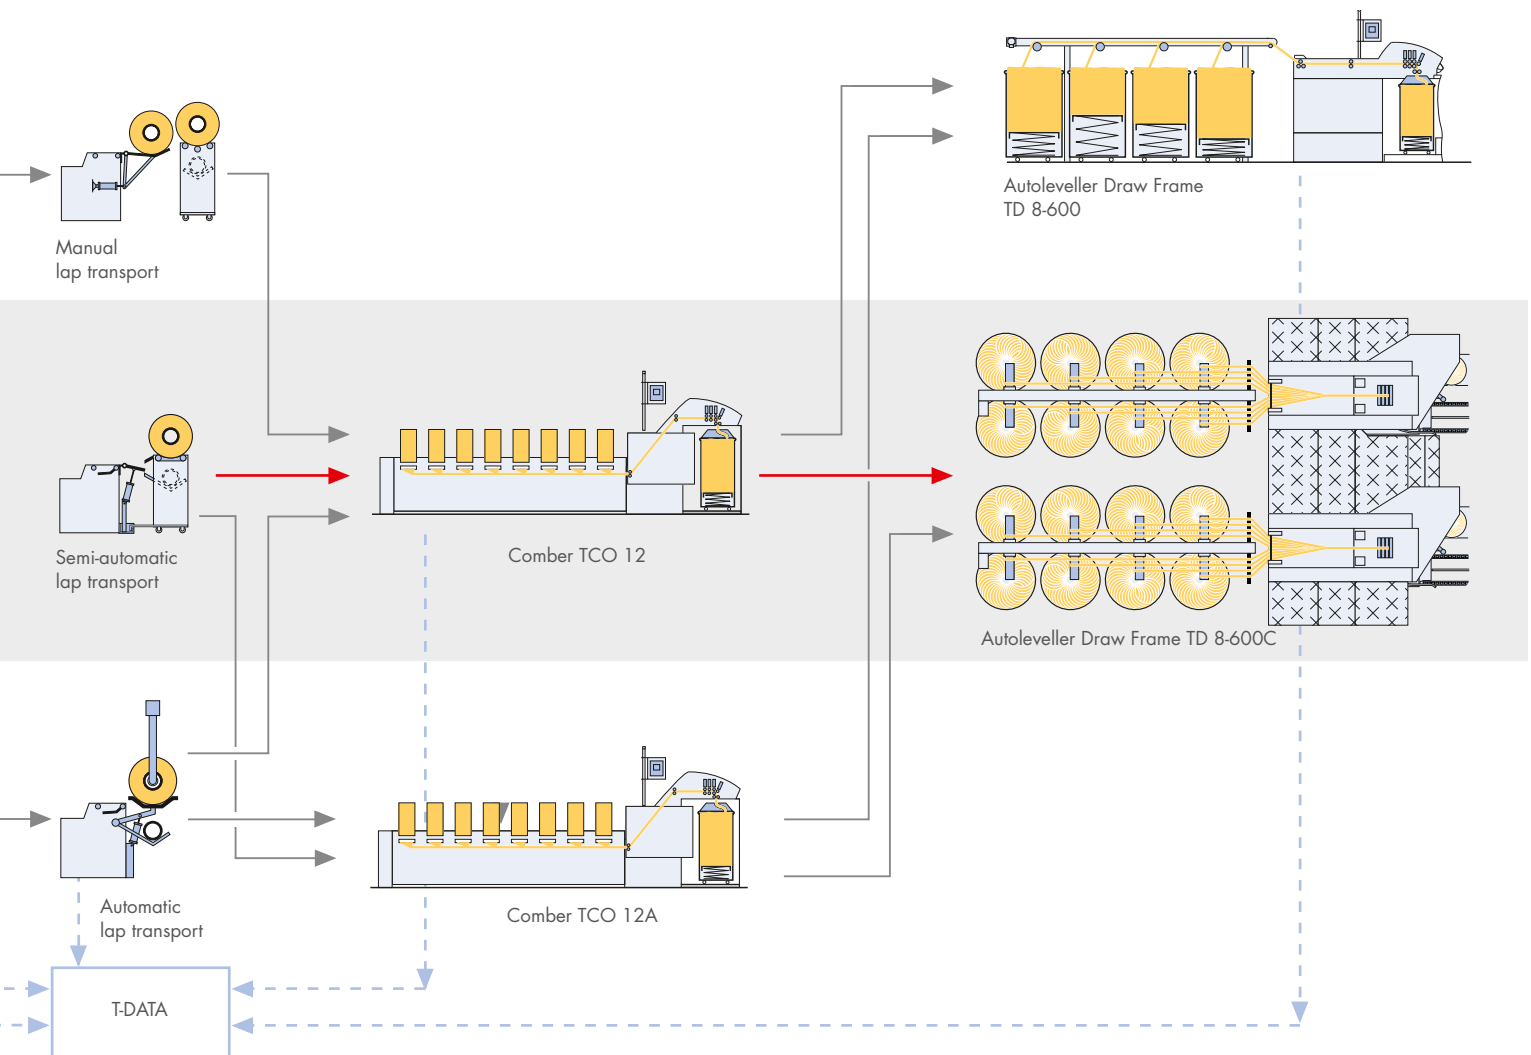 Autoleveller Draw Frame
TD 8-600
Manual
lap transport
Semi-automatic
lap transport
Comber TCO 12
Autoleveller Draw Frame TD 8-600C
Automatic
lap transport
Comber TCO 12A
T-DATA